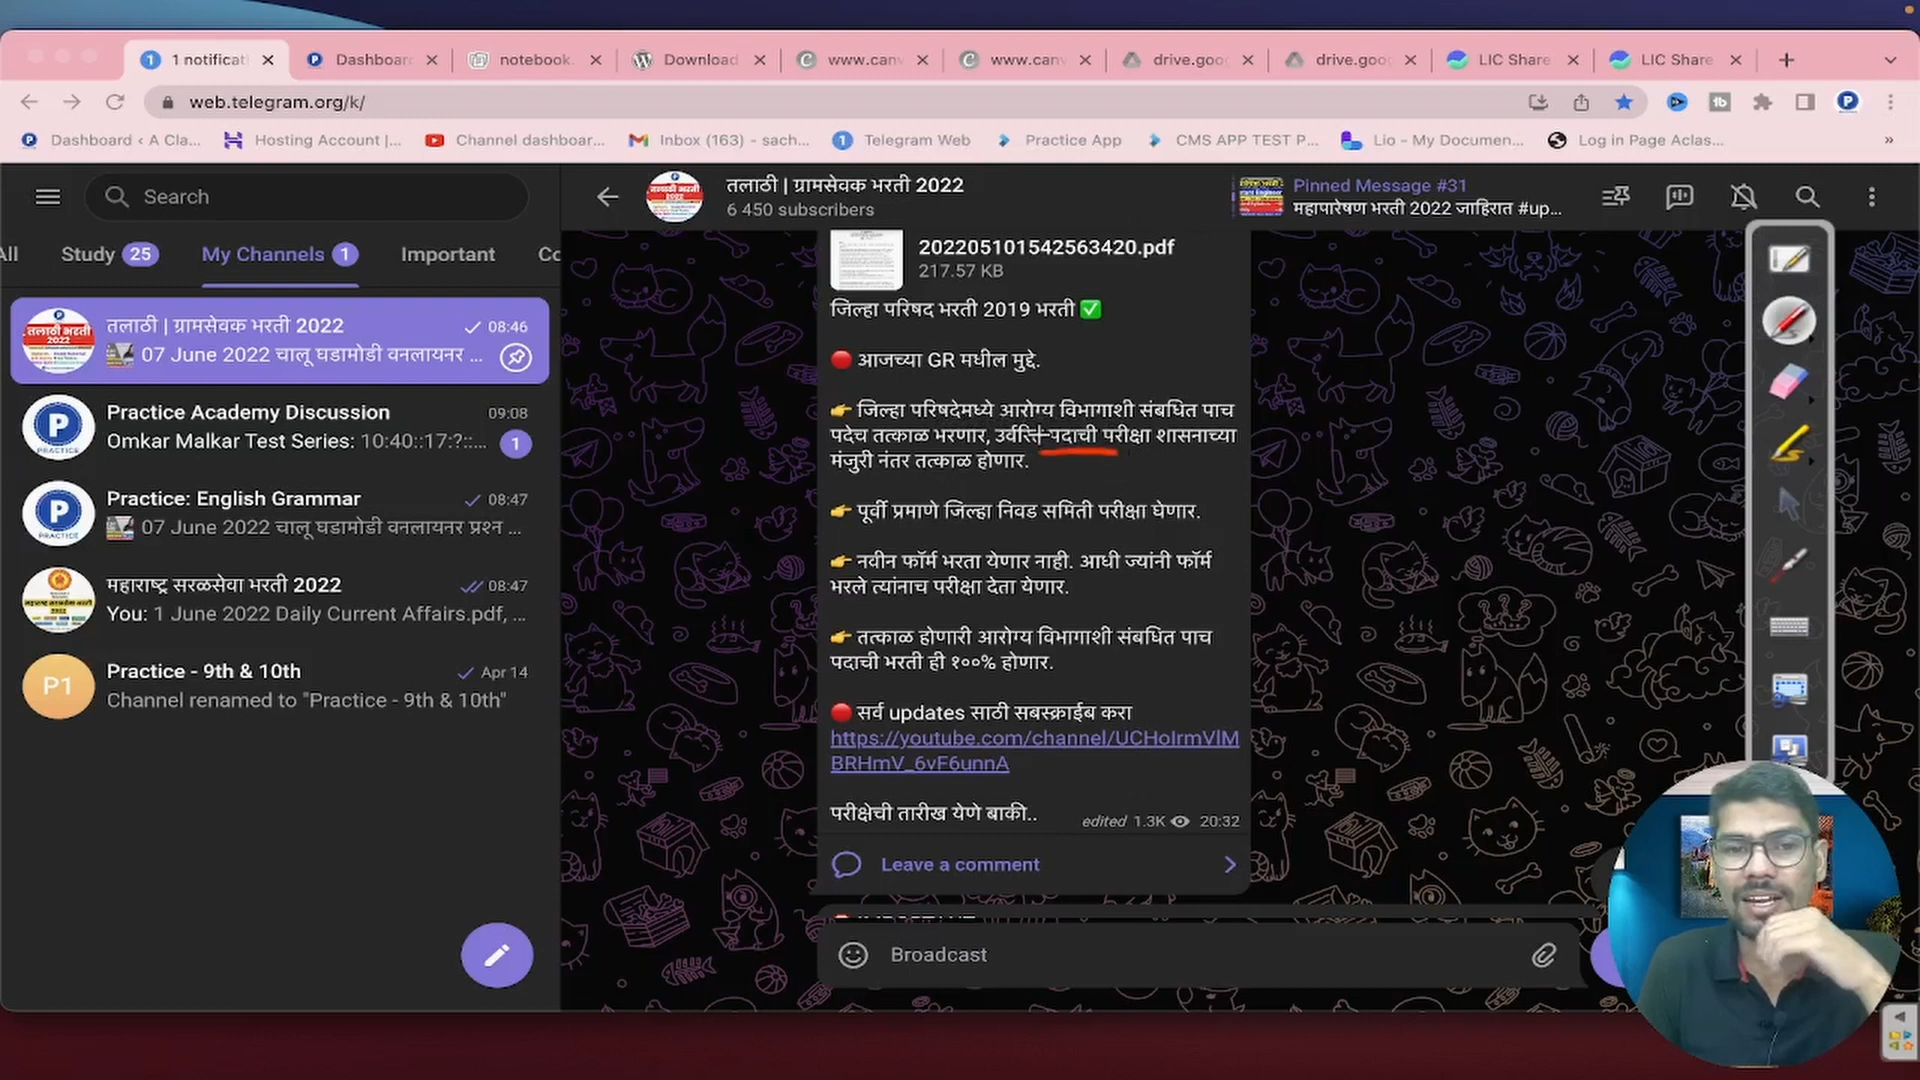 1 notificat
Dashboar
notebook.
Download
www.canv
www.canv
drive.goo
drive.goo
LIC Share
LIC Share
web.telegram.org/k/
Dashboard ‹ A Cla...
Hosting Account |...
Channel dashboar...
Inbox (163) - sach...
Telegram Web
Practice App
CMS APP TEST P...
Lio - My Documen...
Log in Page Aclas...
Search
All
Study 25
My Channels 1
Important
Co
तलाठी | ग्रामसेवक भरती 2022
08:46
07 June 2022 चालू घडामोडी वनलायनर ...
Practice Academy Discussion
09:08
Omkar Malkar Test Series: 10:40::17:?::...
1
Practice: English Grammar
08:47
07 June 2022 चालू घडामोडी वनलायनर प्रश्न ...
महाराष्ट्र सरळसेवा भरती 2022
08:47
You: 1 June 2022 Daily Current Affairs.pdf, ...
P1
Practice - 9th & 10th
Apr 14
Channel renamed to "Practice - 9th & 10th"
तलाठी | ग्रामसेवक भरती 2022
6 450 subscribers
Pinned Message #31
महापारेषण भरती 2022 जाहिरात #up...
202205101542563420.pdf
217.57 KB
जिल्हा परिषद भरती 2019 भरती ✅
🔴 आजच्या GR मधील मुद्दे.
👉 जिल्हा परिषदेमध्ये आरोग्य विभागाशी संबधित पाच
पदेच तत्काळ भरणार, पदाची परीक्षा शासनाच्या
मंजुरी नंतर तत्काळ होणार.
👉 पूर्वी प्रमाणे जिल्हा निवड समिती परीक्षा घेणार.
👉 नवीन फॉर्म भरता येणार नाही. आधी ज्यांनी फॉर्म
भरले त्यांनाच परीक्षा देता येणार.
👉 तत्काळ होणारी आरोग्य विभागाशी संबधित पाच
पदाची भरती ही १००% होणार.
🔴 सर्व updates साठी सबस्क्राईब करा
https://youtube.com/channel/UCHoIrmVlM
BRHmV_6vF6unnA
परीक्षेची तारीख येणे बाकी..
edited 1.3K 20:32
Leave a comment
Broadcast